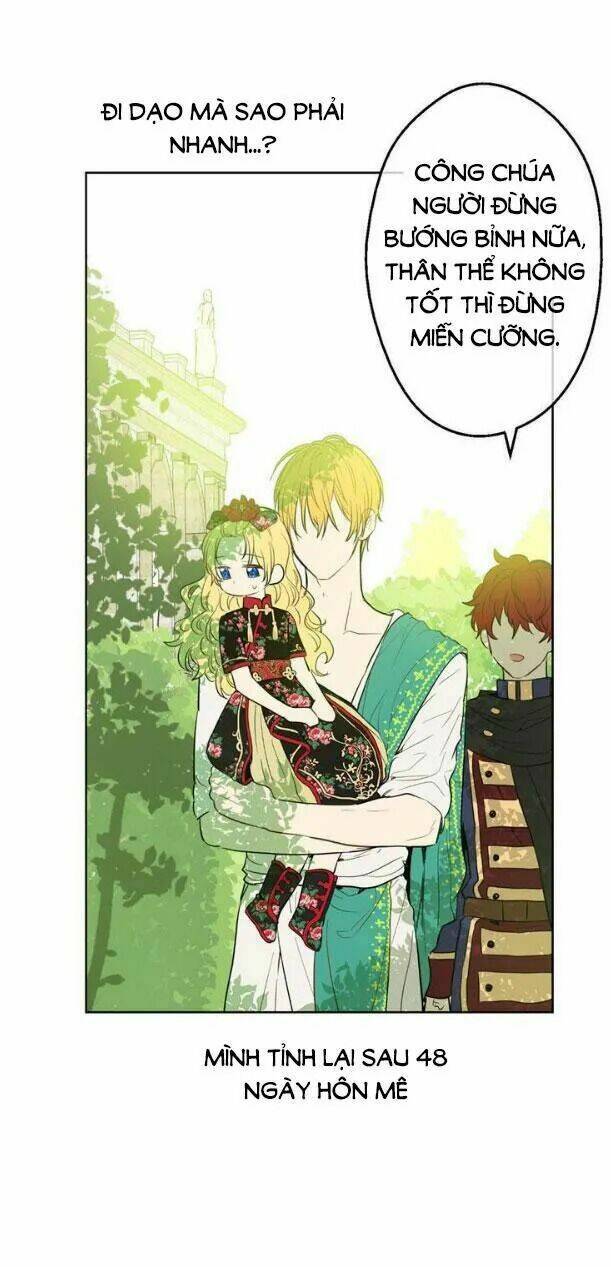 ĐI DẠO MÀ SAO PHẢI
NHANH...?
CÔNG CHÚA
NGƯỜI ĐỪNG
BƯỚNG BỈNH NỮA,
THÂN THỂ KHÔNG
TỐT THÌ ĐỪNG
MIỄN CƯỠNG.
MÌNH TỈNH LẠI SAU 48
NGÀY HÔN MÊ